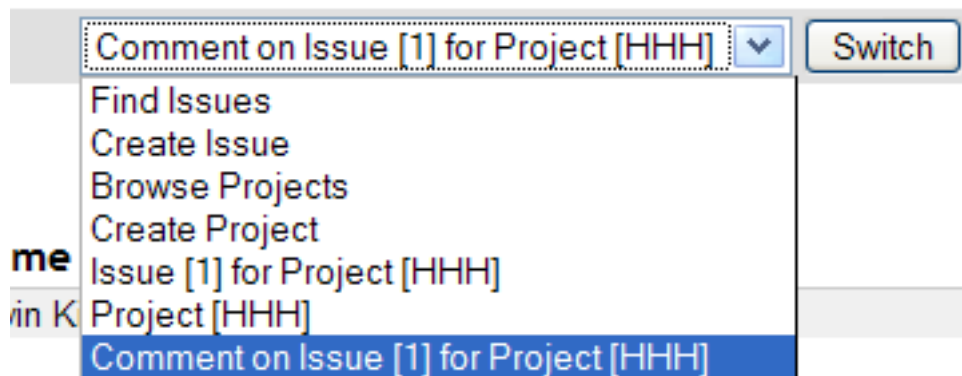 Comment on Issue [1] for Project [HHH] Switch
Find Issues
Create Issue
Browse Projects
Create Project
me
Issue [1] for Project [HHH]
vin K Project [HHH]
Comment on Issue [1] for Project [HHH]